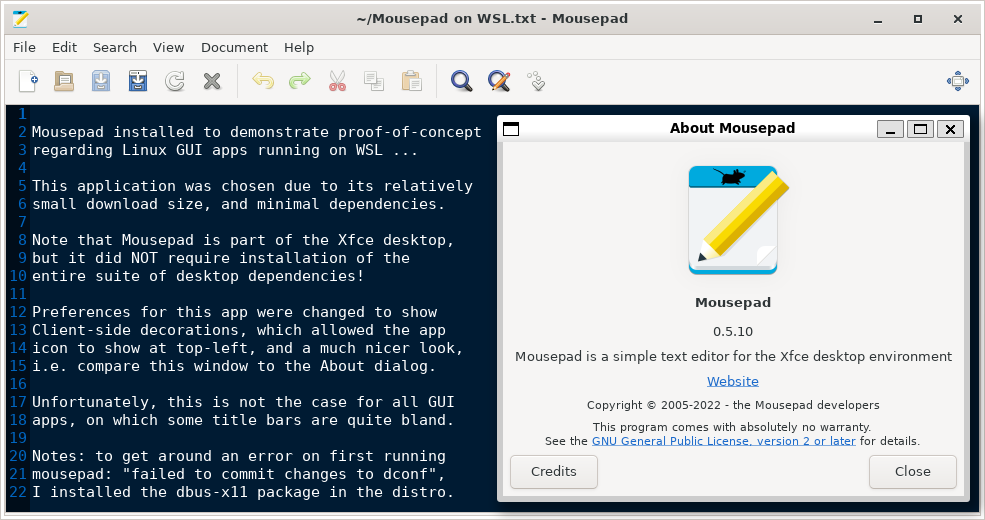 ~/Mousepad on WSL.txt - Mousepad
File Edit Search View Document Help
1
2 Mousepad installed to demonstrate proof-of-concept
3 regarding Linux GUI apps running on WSL ...
4
5 This application was chosen due to its relatively
6 small download size, and minimal dependencies.
7
8 Note that Mousepad is part of the Xfce desktop,
9 but it did NOT require installation of the
10 entire suite of desktop dependencies!
11
12 Preferences for this app were changed to show
13 Client-side decorations, which allowed the app
14 icon to show at top-left, and a much nicer look,
15 i.e. compare this window to the About dialog.
16
17 Unfortunately, this is not the case for all GUI
18 apps, on which some title bars are quite bland.
19
20 Notes: to get around an error on first running
21 mousepad: "failed to commit changes to dconf",
22 I installed the dbus-x11 package in the distro.
About Mousepad
Mousepad
0.5.10
Mousepad is a simple text editor for the Xfce desktop environment
Website
Copyright © 2005-2022 - the Mousepad developers
This program comes with absolutely no warranty.
See the GNU General Public License, version 2 or later for details.
Credits Close